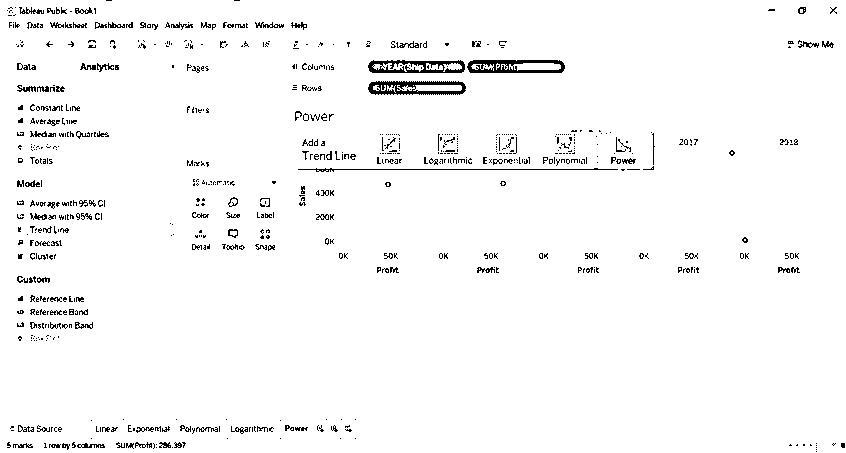 Tableau Public - Book1
File Data Worksheet Dashboard Story Analysis Map Format Window Help
Standard
Show Me
Data Analytics
Pages
Columns YEAR(Ship Date) SUM(Profit)
Rows SUM(Sales)
Summarize
Constant Line
Average Line
Median with Quartiles
Box Plot
Totals
Filters
Power
Add a
Trend Line
Linear Logarithmic Exponential Polynomial Power
2017 2018
Marks
Automatic
Color Size Label
Detail Tooltip Shape
Model
Average with 95% CI
Median with 95% CI
Trend Line
Forecast
Cluster
Sales
600K
400K
200K
0K
0K 50K 0K 50K 0K 50K 0K 50K 0K 50K
Profit Profit Profit Profit Profit
Custom
Reference Line
Reference Band
Distribution Band
Box Plot
Data Source Linear Exponential Polynomial Logarithmic Power
5 marks 1 row by 5 columns SUM(Profit): 286,397